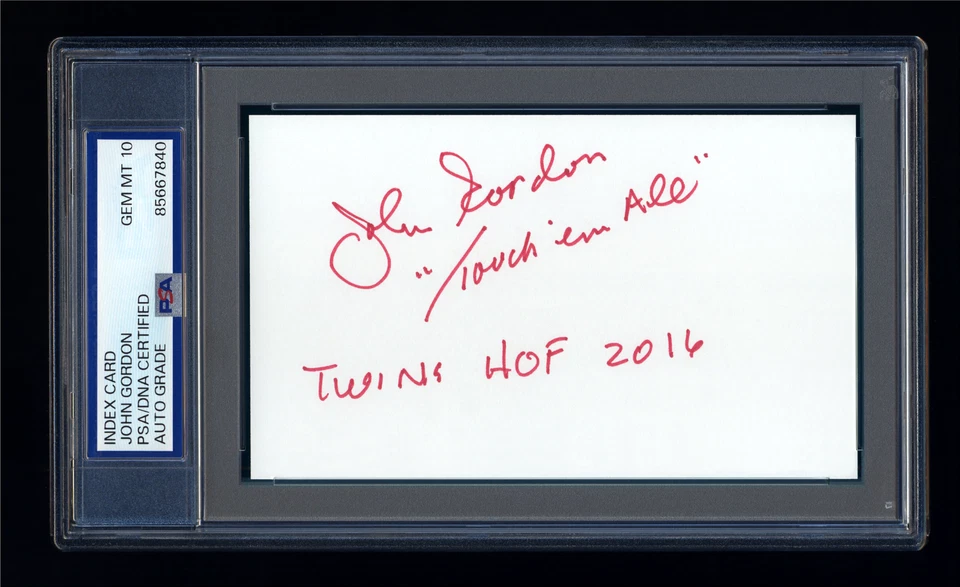 INDEX CARD
JOHN GORDON
PSA/DNA CERTIFIED
AUTO GRADE
GEM MT 10
85667840
PSA
John Gordon
"Touch 'em All"
TWINS HOF 2016